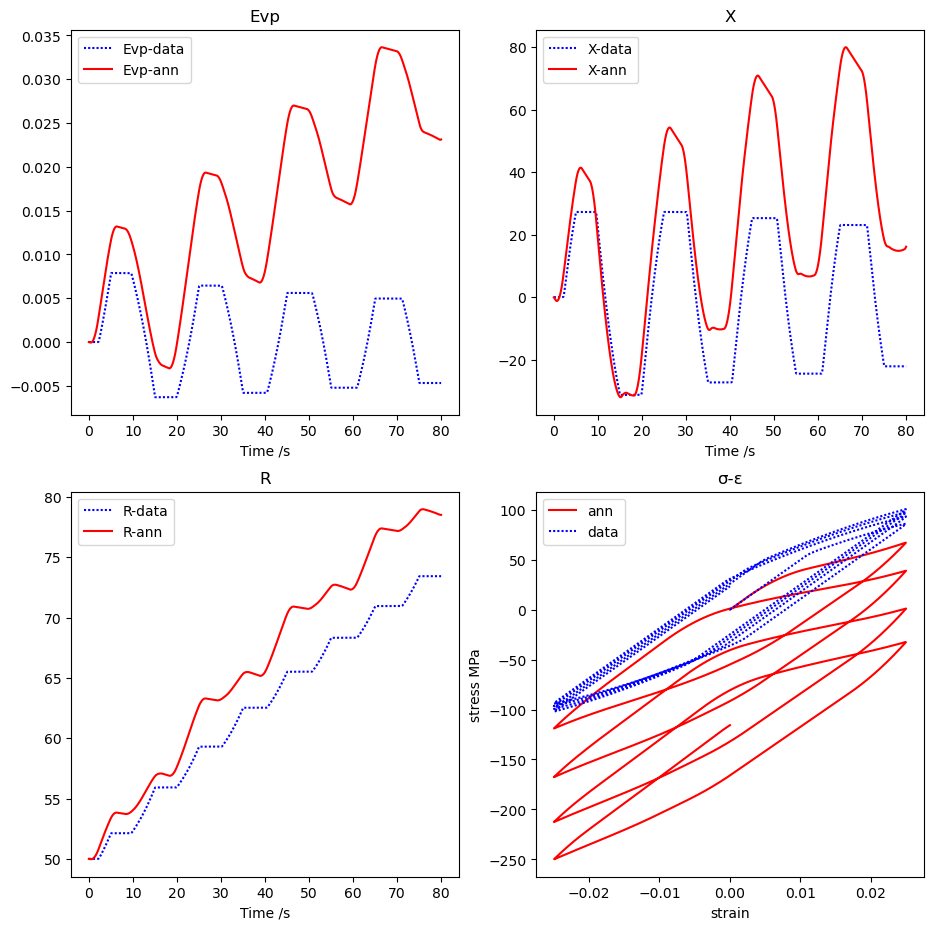 Evp
Evp-data
Evp-ann
0.035
0.030
0.025
0.020
0.015
0.010
0.005
0.000
−0.005
0 10 20 30 40 50 60 70 80
Time /s
X
X-data
X-ann
80
60
40
20
0
−20
0 10 20 30 40 50 60 70 80
Time /s
R
R-data
R-ann
80
75
70
65
60
55
50
0 10 20 30 40 50 60 70 80
Time /s
σ-ε
ann
data
100
50
0
−50
−100
−150
−200
−250
stress MPa
−0.02 −0.01 0.00 0.01 0.02
strain